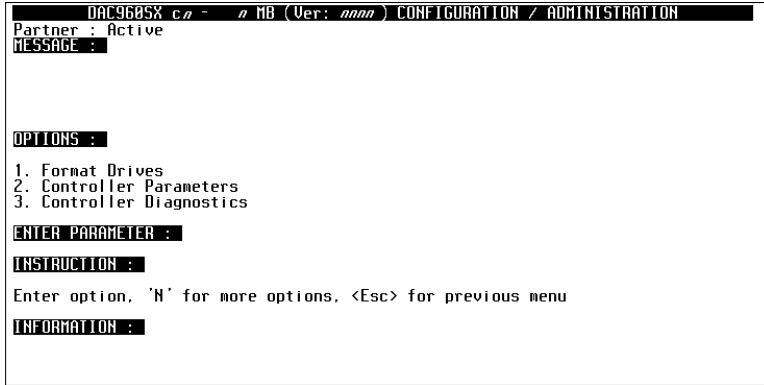 DAC960SX cn - n MB (Ver: nnnn) CONFIGURATION / ADMINISTRATION
Partner : Active
MESSAGE :
OPTIONS :
1. Format Drives
2. Controller Parameters
3. Controller Diagnostics
ENTER PARAMETER :
INSTRUCTION :
Enter option, 'N' for more options, <Esc> for previous menu
INFORMATION :